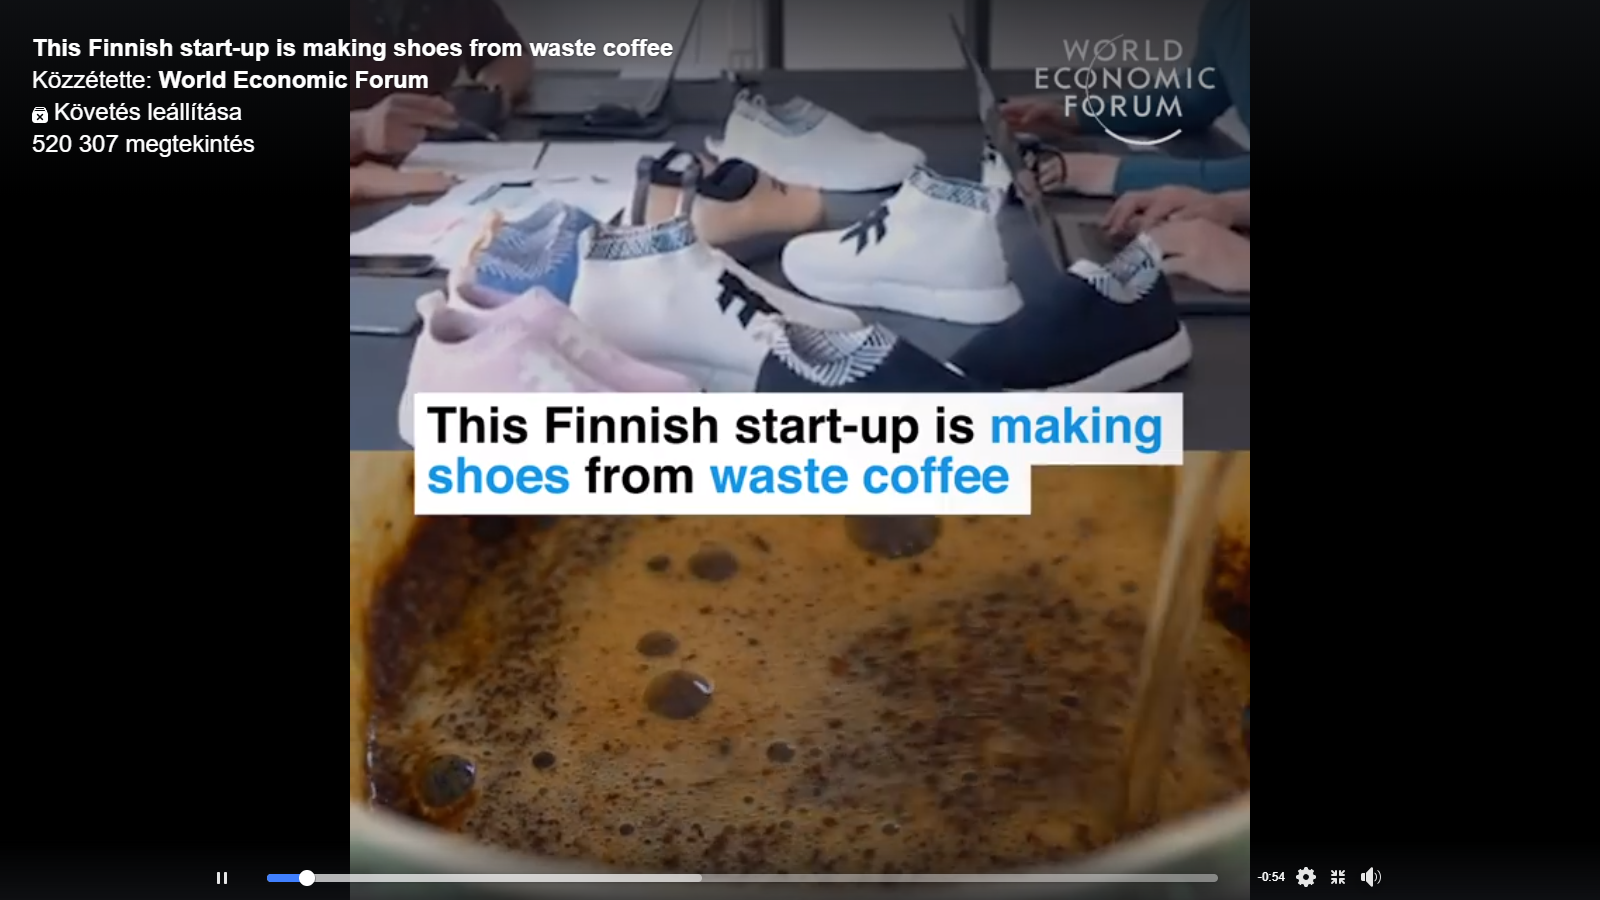 This Finnish start-up is making shoes from waste coffee
Közzétette: World Economic Forum
Követés leállítása
520 307 megtekintés
WORLD
ECONOMIC
FORUM
This Finnish start-up is making
shoes from waste coffee
-0:54